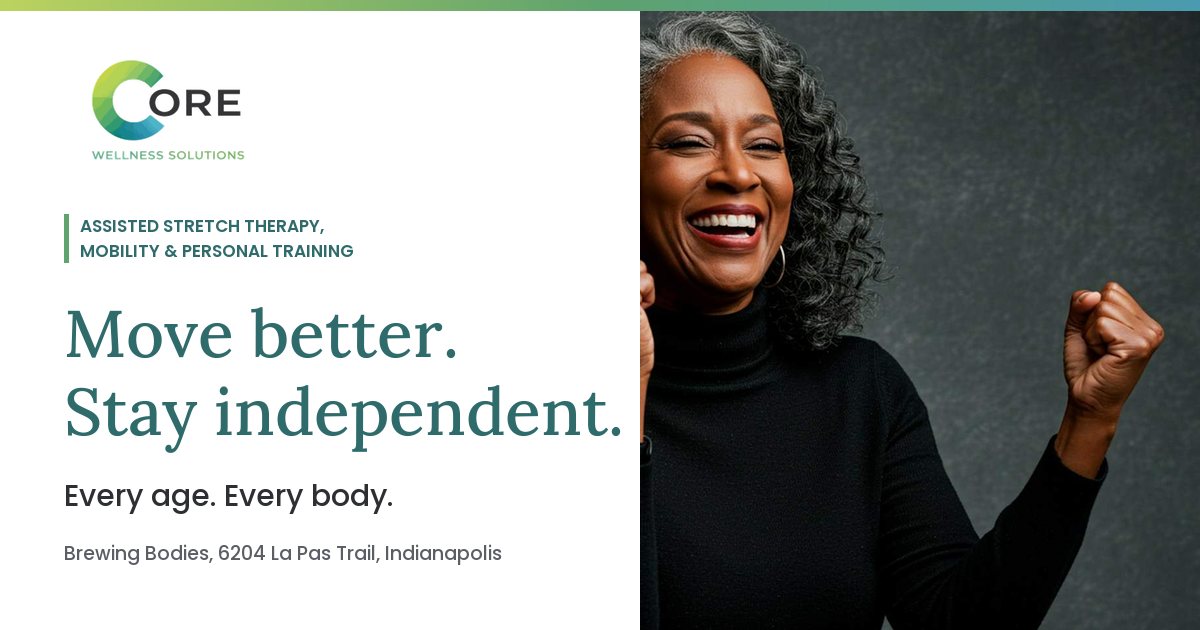 CORE
WELLNESS SOLUTIONS
ASSISTED STRETCH THERAPY,
MOBILITY & PERSONAL TRAINING
Move better.
Stay independent.
Every age. Every body.
Brewing Bodies, 6204 La Pas Trail, Indianapolis